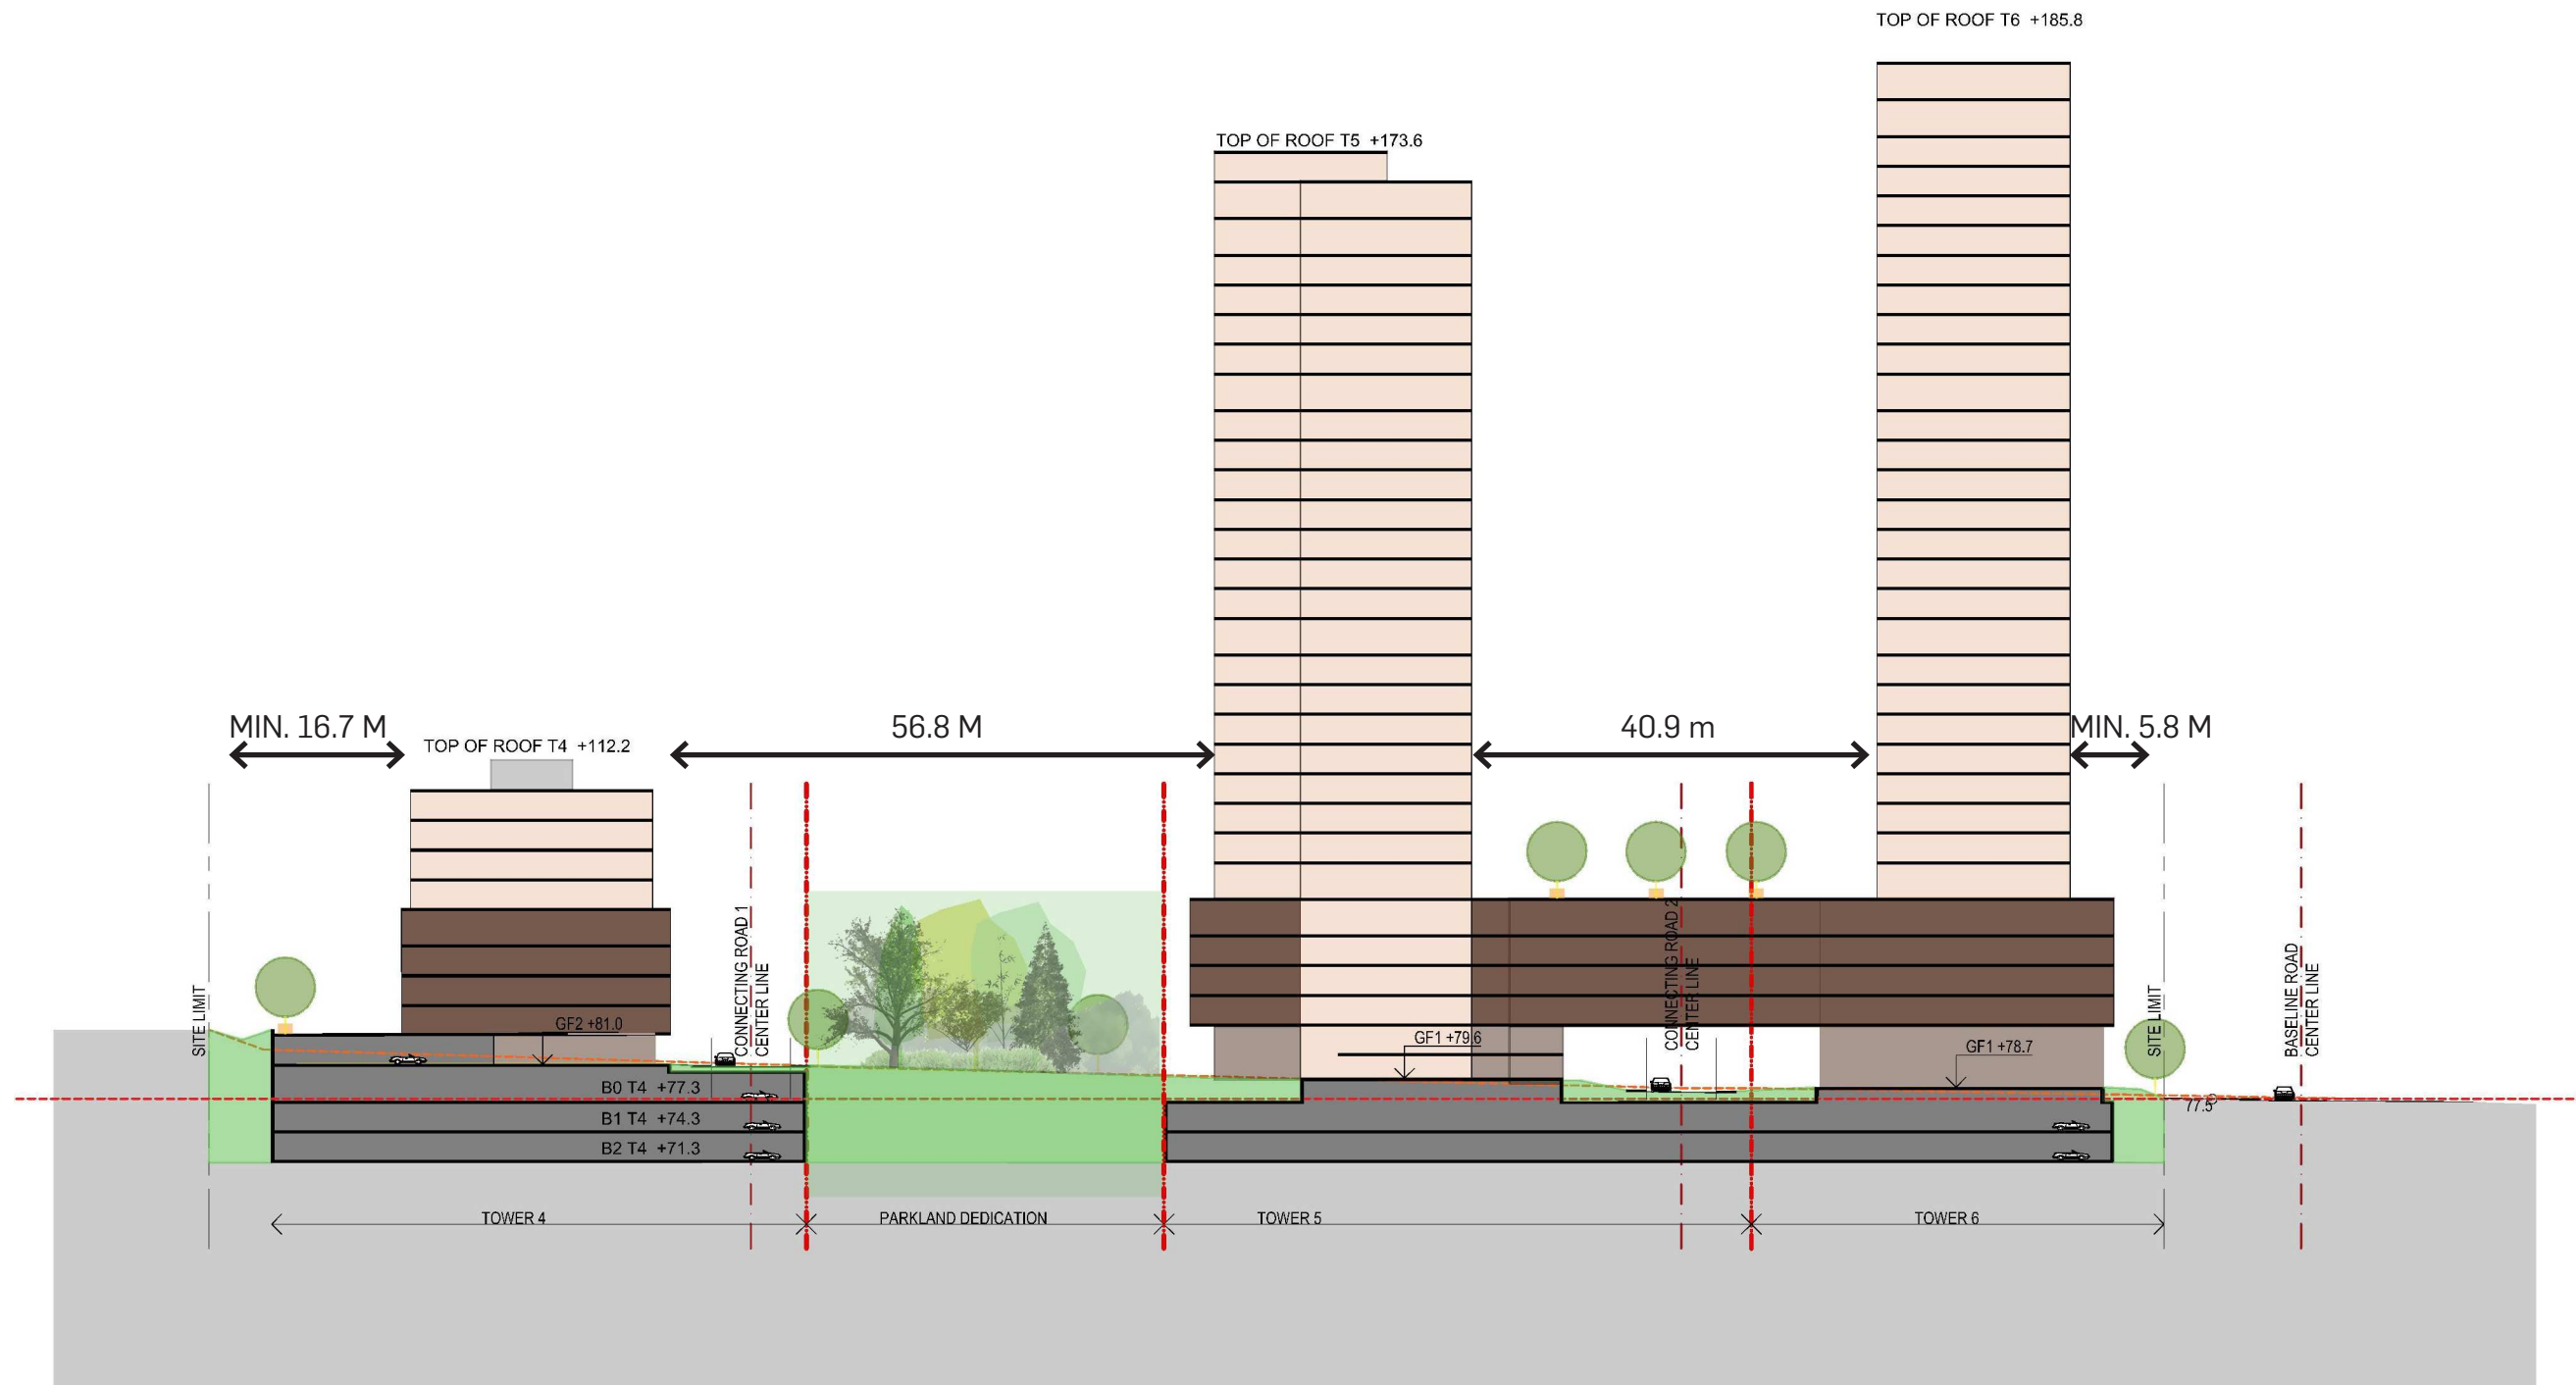 TOP OF ROOF T6 +185.8
TOP OF ROOF T5 +173.6
MIN. 16.7 M
56.8 M
40.9 m
MIN. 5.8 M
TOP OF ROOF T4 +112.2
SITE LIMIT
CONNECTING ROAD 1
CENTER LINE
CONNECTING ROAD 2
CENTER LINE
SITE LIMIT
BASELINE ROAD
CENTER LINE
GF2 +81.0
GF1 +79.6
GF1 +78.7
B0 T4 +77.3
B1 T4 +74.3
B2 T4 +71.3
77.5
TOWER 4
PARKLAND DEDICATION
TOWER 5
TOWER 6